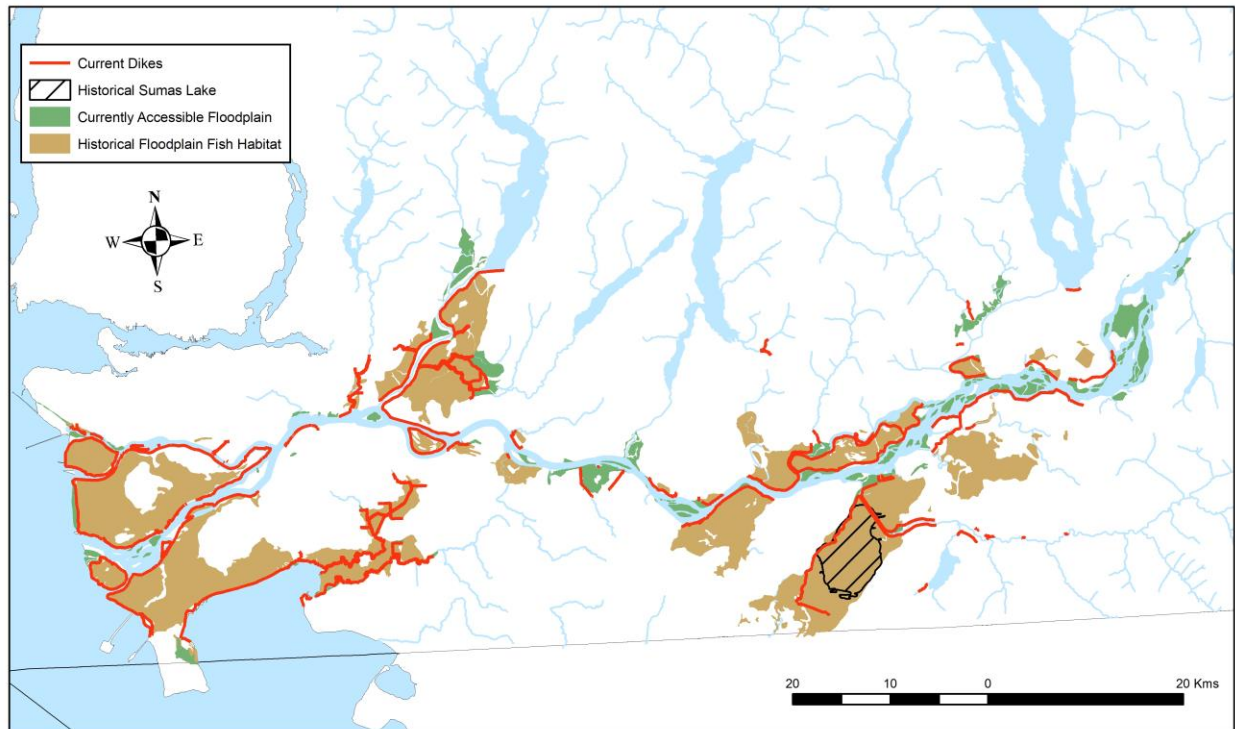 Current Dikes
Historical Sumas Lake
Currently Accessible Floodplain
Historical Floodplain Fish Habitat
N
W E
S
20 10 0 20 Kms